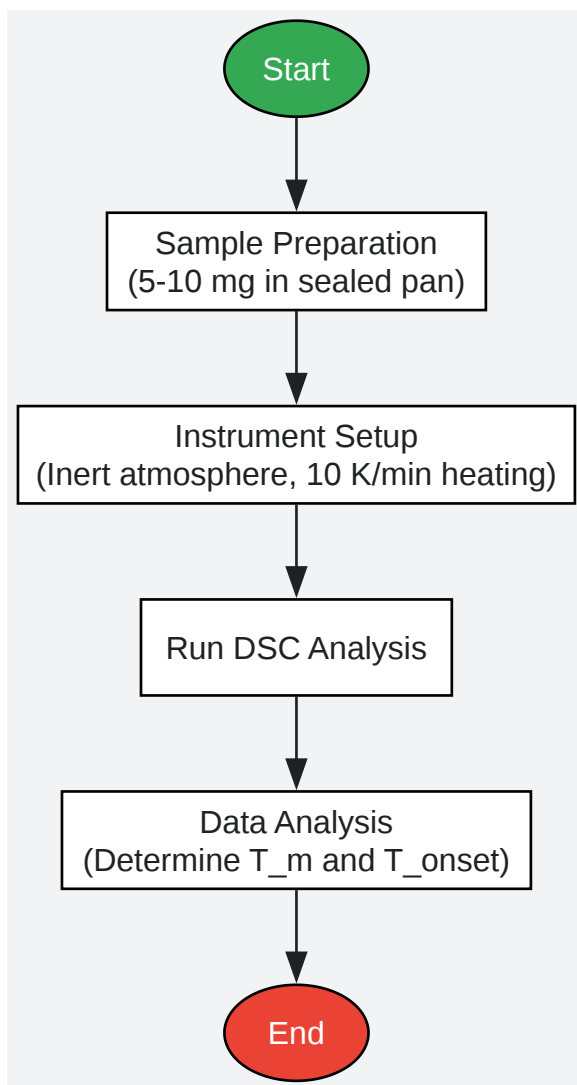 Start
Sample Preparation
(5-10 mg in sealed pan)
Instrument Setup
(Inert atmosphere, 10 K/min heating)
Run DSC Analysis
Data Analysis
(Determine T_m and T_onset)
End